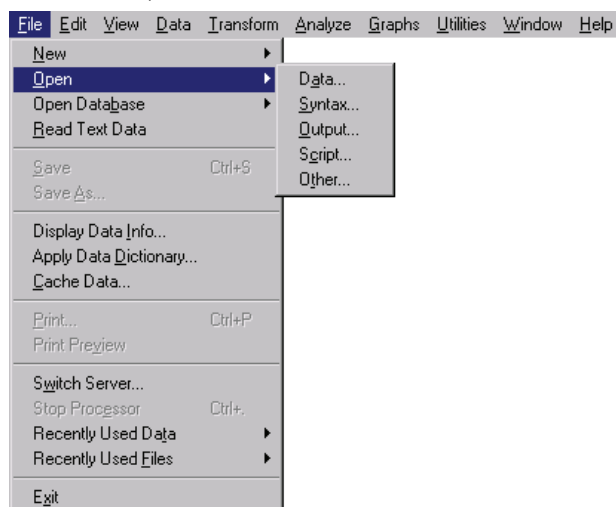 File Edit View Data Transform Analyze Graphs Utilities Window Help
New
Open
Open Database
Read Text Data
Save Ctrl+S
Save As...
Display Data Info...
Apply Data Dictionary...
Cache Data...
Print... Ctrl+P
Print Preview
Switch Server...
Stop Processor Ctrl+.
Recently Used Data
Recently Used Files
Exit
Data...
Syntax...
Output...
Script...
Other...